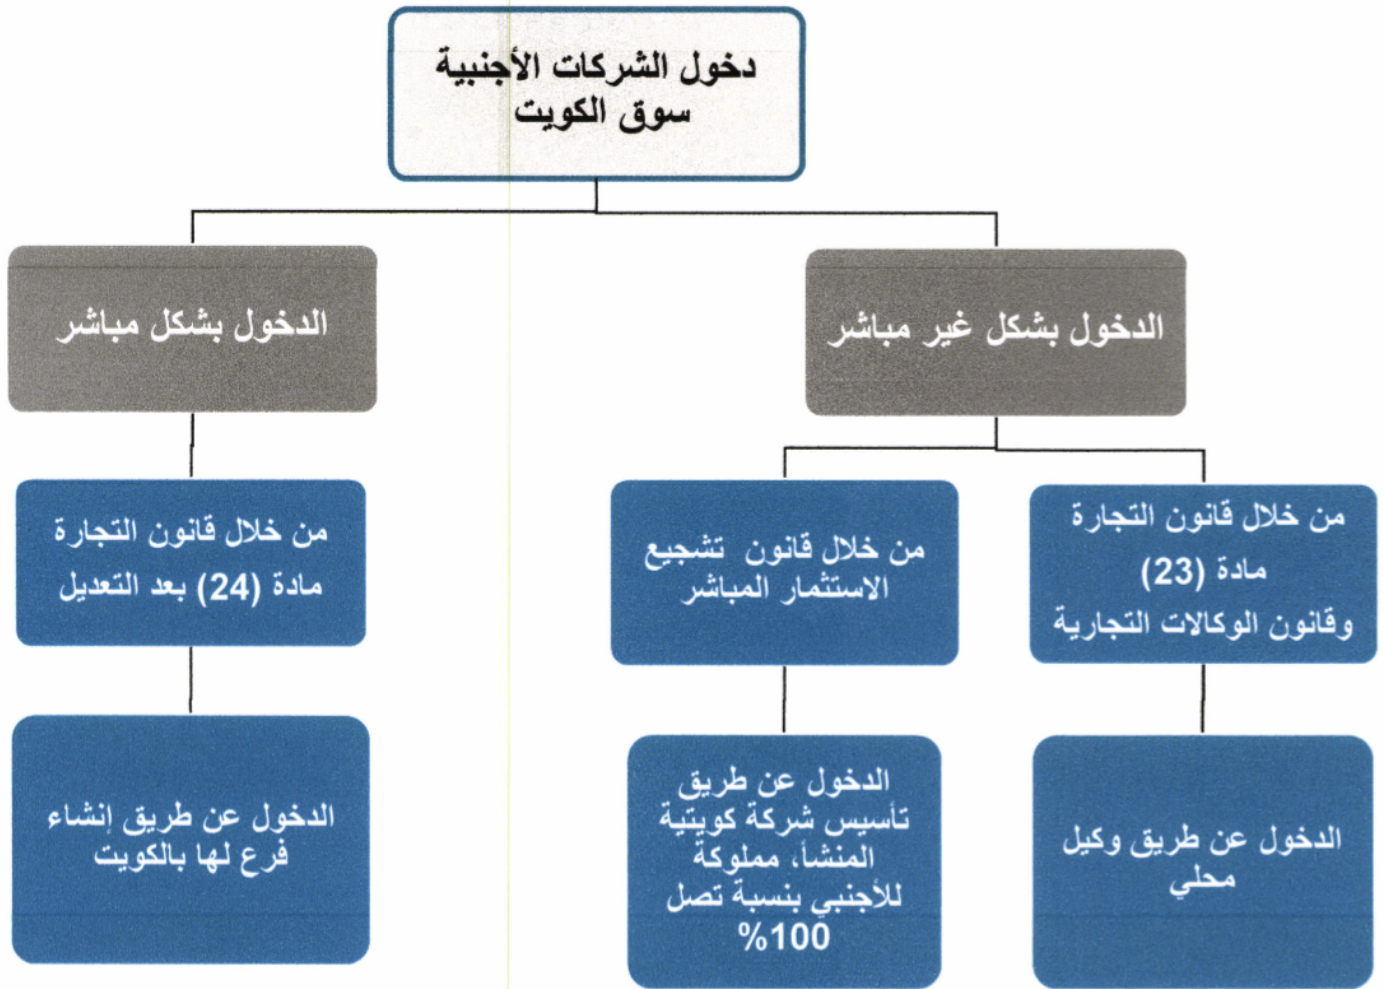 دخول الشركات الأجنبية
سوق الكويت
الدخول بشكل غير مباشر
الدخول بشكل مباشر
من خلال قانون التجارة
مادة (23)
وقانون الوكالات التجارية
من خلال قانون تشجيع
الاستثمار المباشر
من خلال قانون التجارة
مادة (24) بعد التعديل
الدخول عن طريق وكيل
محلي
الدخول عن طريق
تأسيس شركة كويتية
المنشأ، مملوكة
للأجنبي بنسبة تصل
100%
الدخول عن طريق إنشاء
فرع لها بالكويت